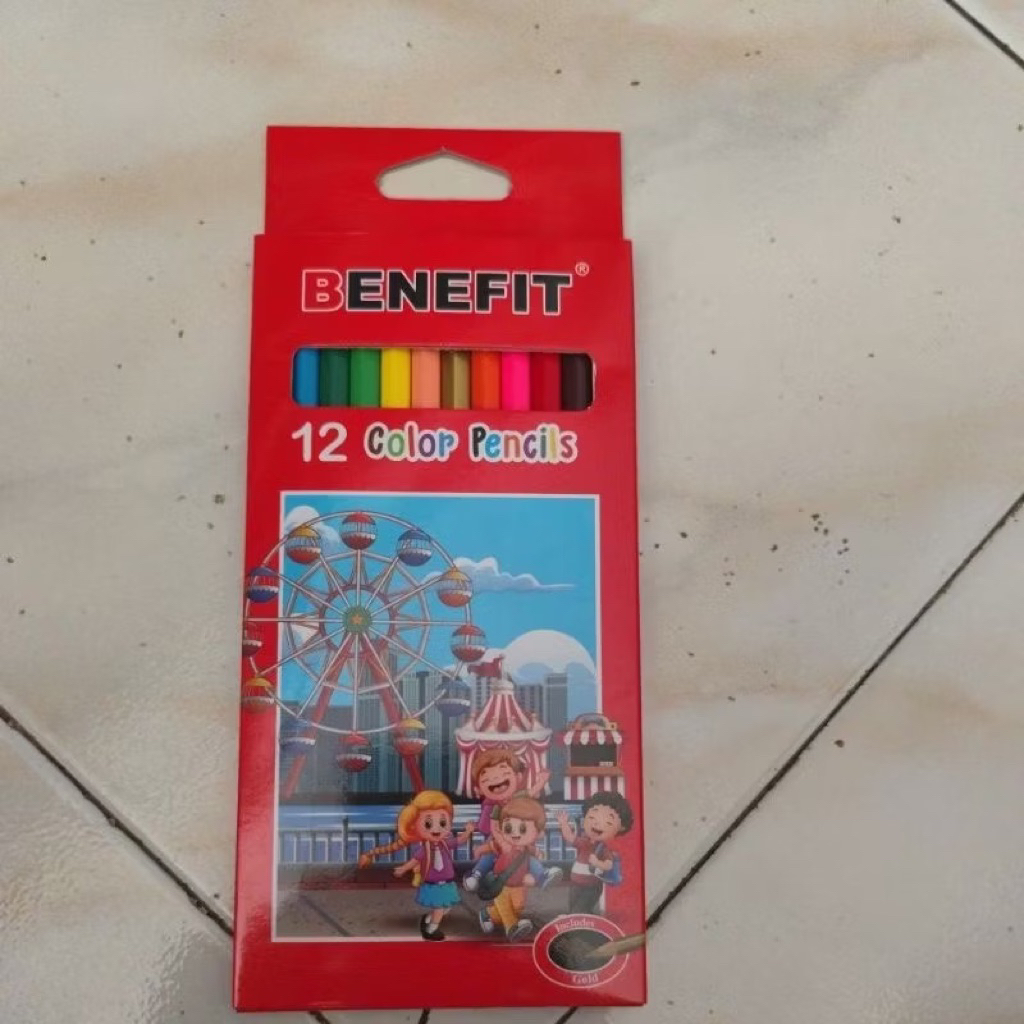 BENEFIT®
12 Color Pencils
Includes
Gold